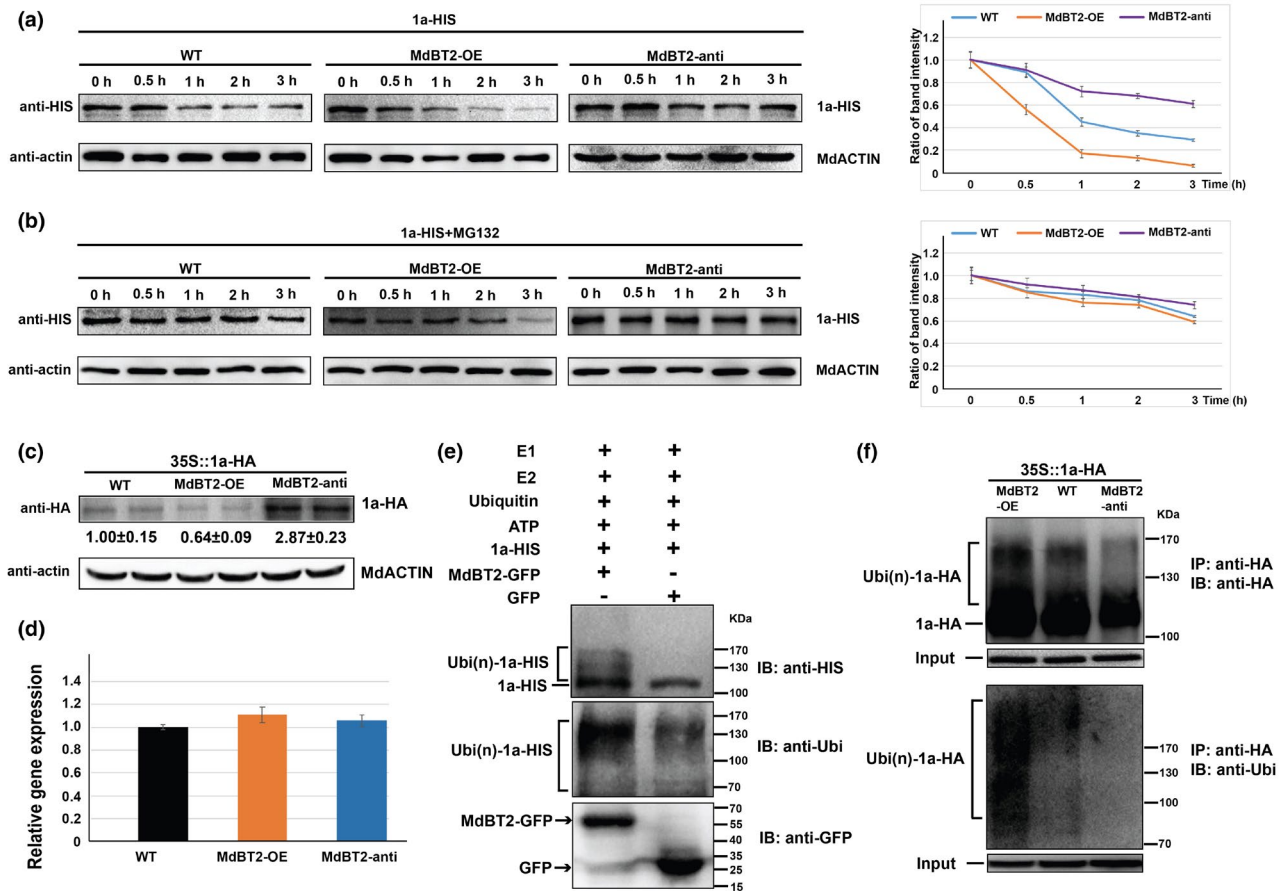 (a)
1a-HIS
WT MdBT2-OE MdBT2-anti
0 h 0.5 h 1 h 2 h 3 h 0 h 0.5 h 1 h 2 h 3 h 0 h 0.5 h 1 h 2 h 3 h
anti-HIS 1a-HIS
anti-actin MdACTIN
WT MdBT2-OE MdBT2-anti
Ratio of band intensity
1.2
1.0
0.8
0.6
0.4
0.2
0
0 0.5 1 2 3 Time (h)
(b)
1a-HIS+MG132
WT MdBT2-OE MdBT2-anti
0 h 0.5 h 1 h 2 h 3 h 0 h 0.5 h 1 h 2 h 3 h 0 h 0.5 h 1 h 2 h 3 h
anti-HIS 1a-HIS
anti-actin MdACTIN
WT MdBT2-OE MdBT2-anti
Ratio of band intensity
1.2
1.0
0.8
0.6
0.4
0.2
0
0 0.5 1 2 3 Time (h)
(c)
35S::1a-HA
WT MdBT2-OE MdBT2-anti
anti-HA 1a-HA
1.00±0.15 0.64±0.09 2.87±0.23
anti-actin MdACTIN
(d)
Relative gene expression
1.4
1.2
1.0
0.8
0.6
0.4
0.2
0
WT MdBT2-OE MdBT2-anti
(e)
E1 + +
E2 + +
Ubiquitin + +
ATP + +
1a-HIS + +
MdBT2-GFP + -
GFP - +
KDa
Ubi(n)-1a-HIS
1a-HIS
170
130
100
IB: anti-HIS
Ubi(n)-1a-HIS
170
130
100
70
IB: anti-Ubi
MdBT2-GFP
GFP
70
55
40
35
25
15
IB: anti-GFP
(f)
35S::1a-HA
MdBT2 -OE WT MdBT2 -anti
KDa
Ubi(n)-1a-HA
1a-HA
170
130
100
IP: anti-HA
IB: anti-HA
Input
Ubi(n)-1a-HA
170
130
100
70
IP: anti-HA
IB: anti-Ubi
Input